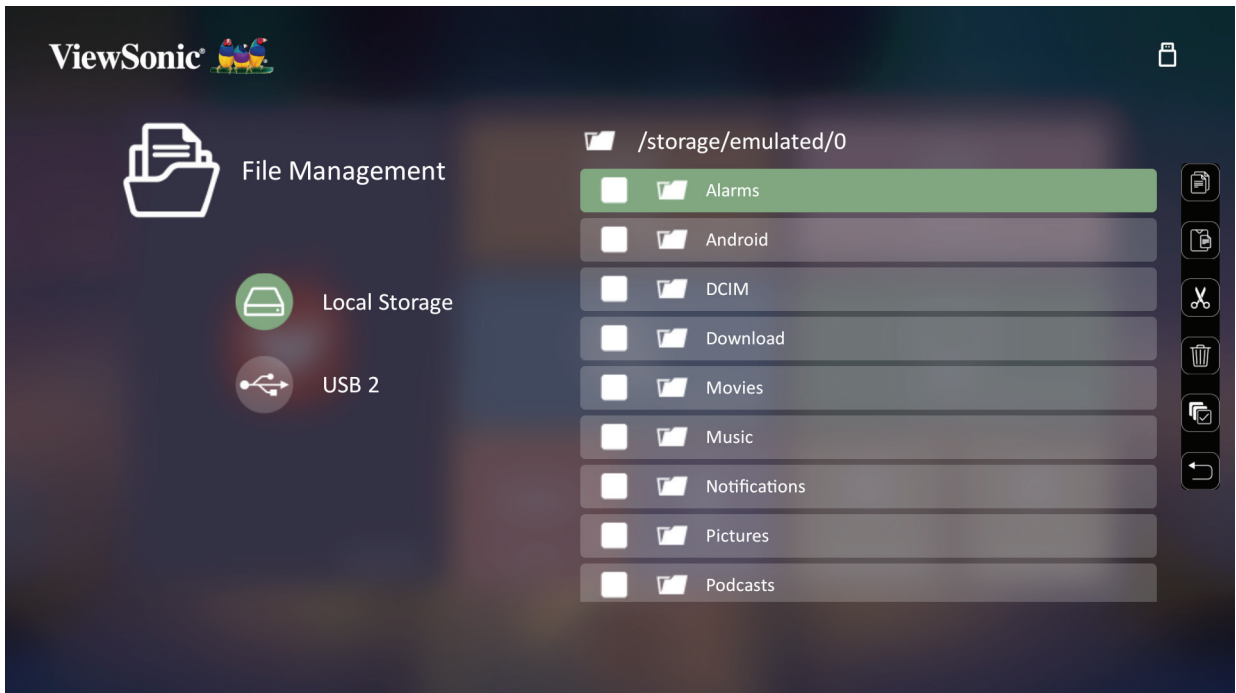 ViewSonic®
File Management
Local Storage
USB 2
/storage/emulated/0
Alarms
Android
DCIM
Download
Movies
Music
Notifications
Pictures
Podcasts